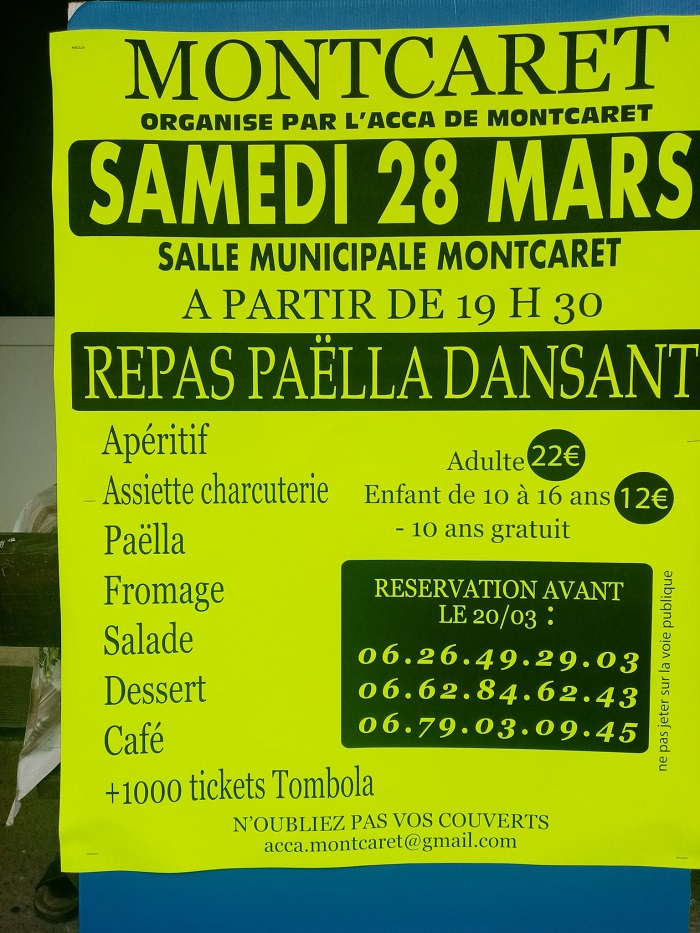 MONTCARET
ORGANISE PAR L'ACCA DE MONTCARET
SAMEDI 28 MARS
SALLE MUNICIPALE MONTCARET
A PARTIR DE 19 H 30
REPAS PAËLLA DANSANT
Apéritif
Assiette charcuterie
Paëlla
Fromage
Salade
Dessert
Café
+1000 tickets Tombola
Adulte 22€
Enfant de 10 à 16 ans 12€
- 10 ans gratuit
RESERVATION AVANT
LE 20/03 :
06.26.49.29.03
06.62.84.62.43
06.79.03.09.45
ne pas jeter sur la voie publique
N'OUBLIEZ PAS VOS COUVERTS
acca.montcaret@gmail.com